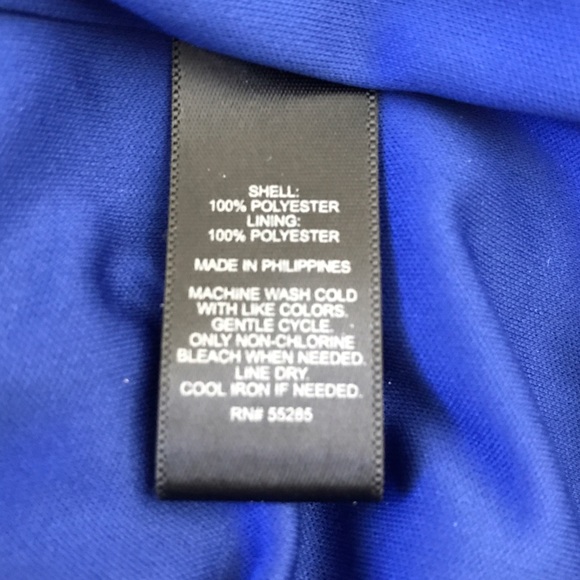 SHELL:
100% POLYESTER
LINING:
100% POLYESTER
MADE IN PHILIPPINES
MACHINE WASH COLD
WITH LIKE COLORS.
GENTLE CYCLE.
ONLY NON-CHLORINE
BLEACH WHEN NEEDED.
LINE DRY.
COOL IRON IF NEEDED.
RN# 55285